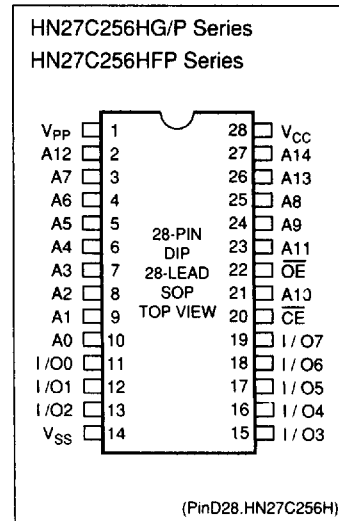 HN27C256HG/P Series
HN27C256HFP Series
VPP 1 28 VCC
A12 2 27 A14
A7 3 26 A13
A6 4 25 A8
A5 5 24 A9
A4 6 23 A11
A3 7 22 OE
A2 8 21 A10
A1 9 20 CE
A0 10 19 I/O7
I/O0 11 18 I/O6
I/O1 12 17 I/O5
I/O2 13 16 I/O4
VSS 14 15 I/O3
28-PIN
DIP
28-LEAD
SOP
TOP VIEW
(PinD28.HN27C256H)